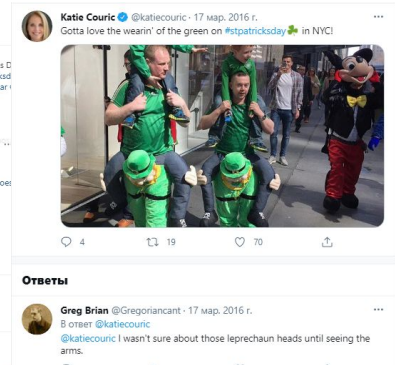 Katie Couric @katiecouric · 17 мар. 2016 г.
Gotta love the wearin' of the green on #stpatricksday☘ in NYC!
4 19 70
Ответы
Greg Brian @Gregoriancant · 17 мар. 2016 г.
В ответ @katiecouric
@katiecouric I wasn't sure about those leprechaun heads until seeing the
arms.